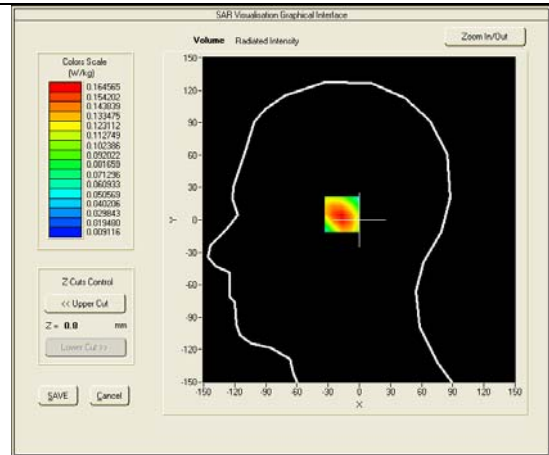 SAR Visualisation Graphical Interface
Volume Radiated Intensity
Zoom In/Out
Colors Scale
(W/kg)
0.164565
0.154202
0.143839
0.133475
0.123112
0.112749
0.102386
0.092022
0.081659
0.071296
0.060933
0.050569
0.040206
0.029843
0.019480
0.009116
Z Cuts Control
<< Upper Cut
Z = 0.0 mm
Lower Cut >>
SAVE Cancel
150
120
90
60
30
0
-30
-60
-90
-120
-150
Y
-150 -120 -90 -60 -30 0 30 60 90 120 150
X